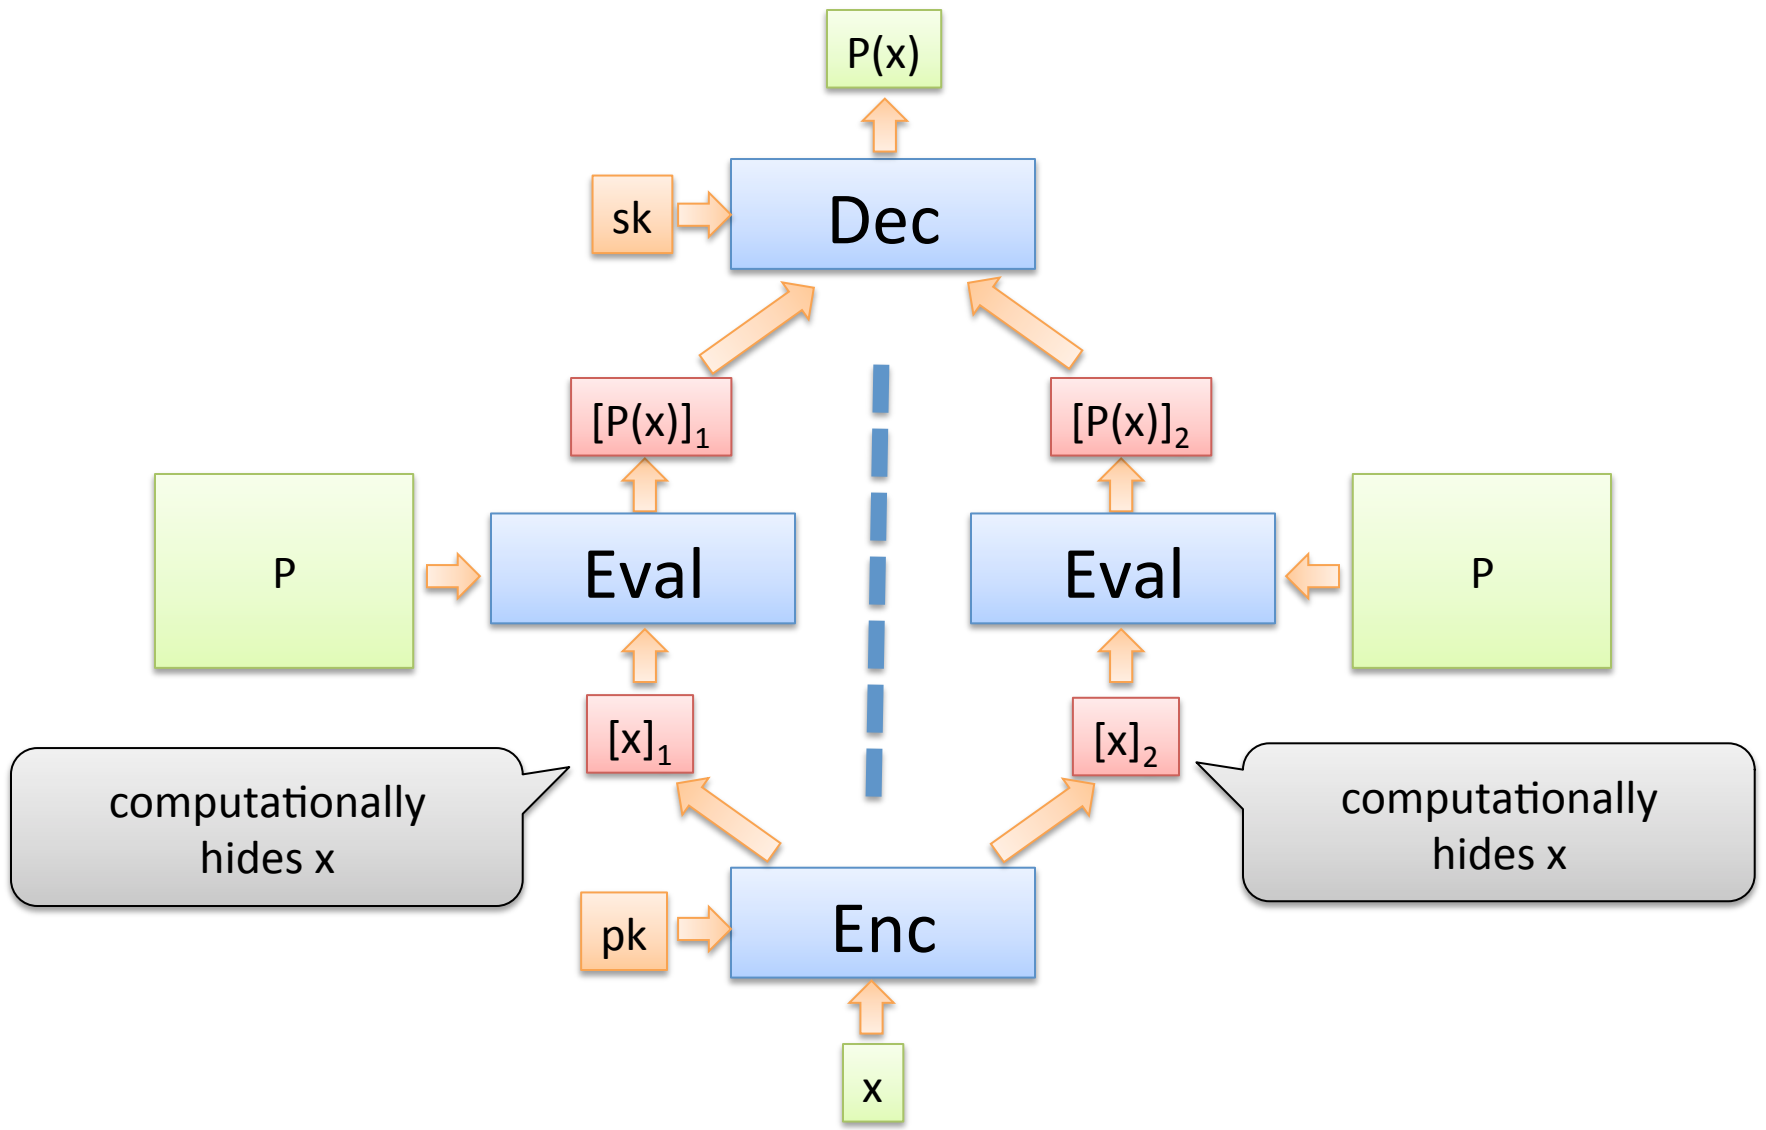 P(x)
sk
Dec
[P(x)]₁
[P(x)]₂
P
Eval
Eval
P
[x]₁
[x]₂
computationally
hides x
computationally
hides x
pk
Enc
x